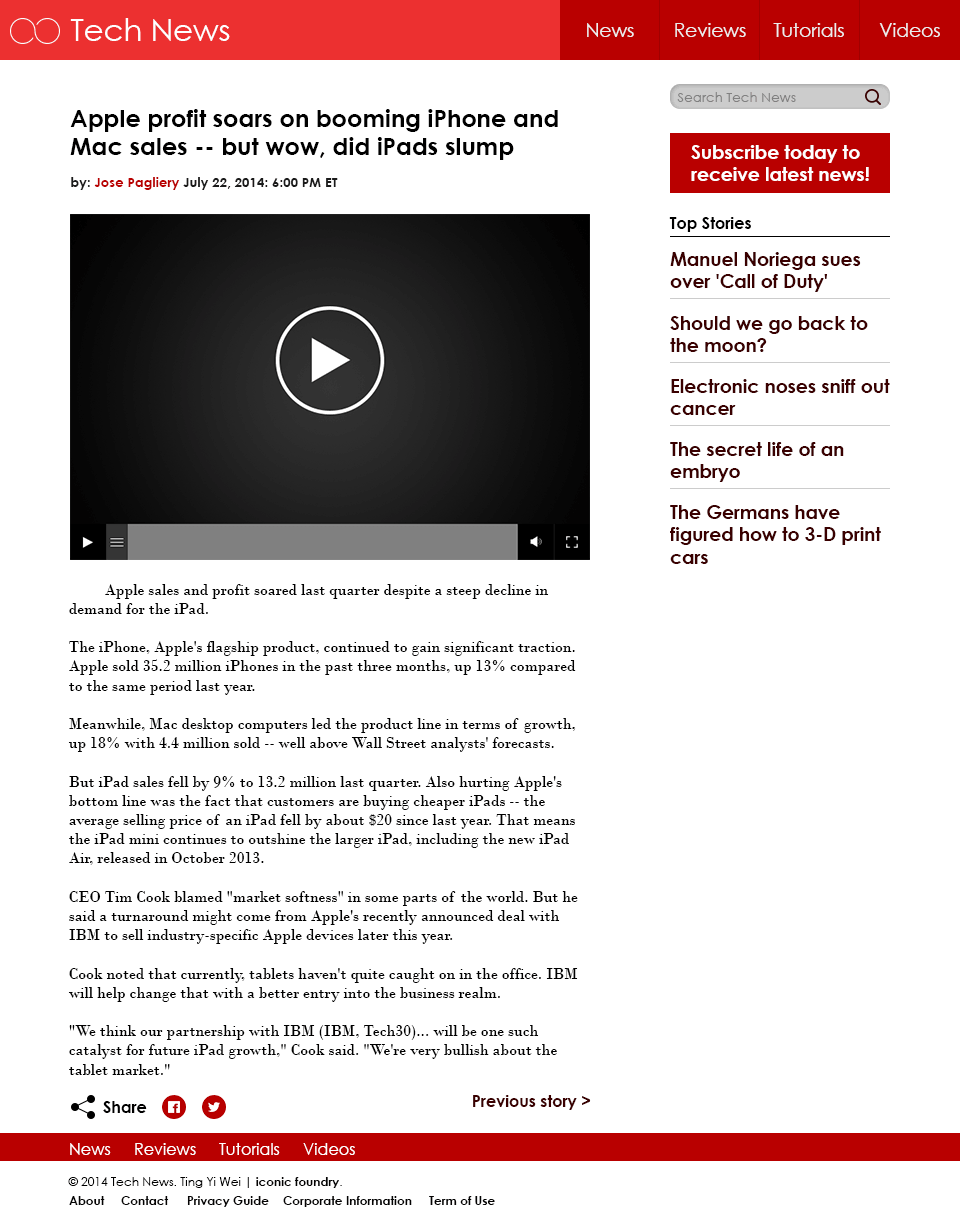 Tech News
News Reviews Tutorials Videos
Apple profit soars on booming iPhone and
Mac sales -- but wow, did iPads slump
by: Jose Pagliery July 22, 2014: 6:00 PM ET
Apple sales and profit soared last quarter despite a steep decline in
demand for the iPad.
The iPhone, Apple's flagship product, continued to gain significant traction.
Apple sold 35.2 million iPhones in the past three months, up 13% compared
to the same period last year.
Meanwhile, Mac desktop computers led the product line in terms of growth,
up 18% with 4.4 million sold -- well above Wall Street analysts' forecasts.
But iPad sales fell by 9% to 13.2 million last quarter. Also hurting Apple's
bottom line was the fact that customers are buying cheaper iPads -- the
average selling price of an iPad fell by about $20 since last year. That means
the iPad mini continues to outshine the larger iPad, including the new iPad
Air, released in October 2013.
CEO Tim Cook blamed "market softness" in some parts of the world. But he
said a turnaround might come from Apple's recently announced deal with
IBM to sell industry-specific Apple devices later this year.
Cook noted that currently, tablets haven't quite caught on in the office. IBM
will help change that with a better entry into the business realm.
"We think our partnership with IBM (IBM, Tech30)... will be one such
catalyst for future iPad growth," Cook said. "We're very bullish about the
tablet market."
Share
Previous story >
Search Tech News
Subscribe today to
receive latest news!
Top Stories
Manuel Noriega sues
over 'Call of Duty'
Should we go back to
the moon?
Electronic noses sniff out
cancer
The secret life of an
embryo
The Germans have
figured how to 3-D print
cars
News Reviews Tutorials Videos
© 2014 Tech News. Ting Yi Wei | iconic foundry.
About Contact Privacy Guide Corporate Information Term of Use